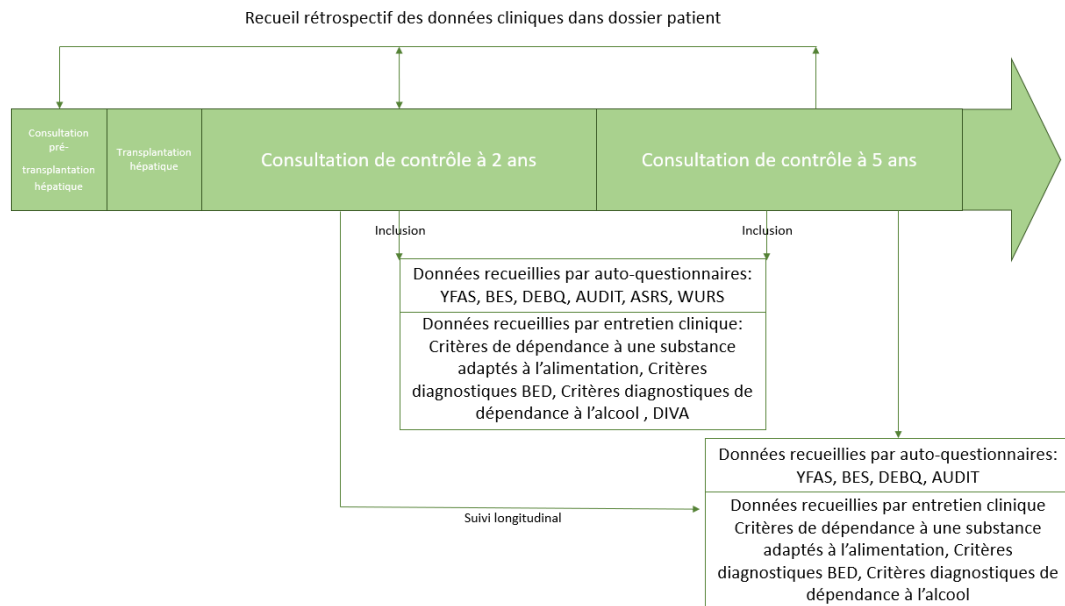 Recueil rétrospectif des données cliniques dans dossier patient
Consultation
pré-
transplantation
hépatique
Transplantation
hépatique
Consultation de contrôle à 2 ans
Consultation de contrôle à 5 ans
Inclusion
Inclusion
Données recueillies par auto-questionnaires:
YFAS, BES, DEBQ, AUDIT, ASRS, WURS
Données recueillies par entretien clinique:
Critères de dépendance à une substance
adaptés à l’alimentation, Critères
diagnostiques BED, Critères diagnostiques de
dépendance à l’alcool , DIVA
Suivi longitudinal
Données recueillies par auto-questionnaires:
YFAS, BES, DEBQ, AUDIT
Données recueillies par entretien clinique
Critères de dépendance à une substance
adaptés à l’alimentation, Critères
diagnostiques BED, Critères diagnostiques de
dépendance à l’alcool